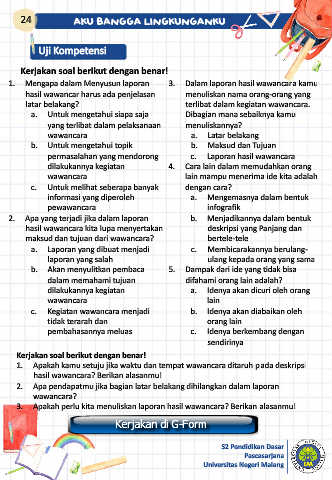 24
AKU BANGGA LINGKUNGANKU
Uji Kompetensi
Kerjakan soal berikut dengan benar!
1. Mengapa dalam Menyusun laporan
hasil wawancar harus ada penjelasan
latar belakang?
a. Untuk mengetahui siapa saja
yang terlibat dalam pelaksanaan
wawancara
b. Untuk mengetahui topik
permasalahan yang mendorong
dilakukannya kegiatan
wawancara
c. Untuk melihat seberapa banyak
informasi yang diperoleh
pewawancara
2. Apa yang terjadi jika dalam laporan
hasil wawancara kita lupa menyertakan
maksud dan tujuan dari wawancara?
a. Laporan yang dibuat menjadi
laporan yang salah
b. Akan menyulitkan pembaca
dalam memahami tujuan
dilakukannya kegiatan
wawancara
c. Kegiatan wawancara menjadi
tidak terarah dan
pembahasannya meluas
3. Dalam laporan hasil wawancara kamu
menuliskan nama orang-orang yang
terlibat dalam kegiatan wawancara.
Dibagian mana sebaiknya kamu
menuliskannya?
a. Latar belakang
b. Maksud dan Tujuan
c. Laporan hasil wawancara
4. Cara lain dalam memudahkan orang
lain mampu menerima ide kita adalah
dengan cara?
a. Mengemasnya dalam bentuk
infografik
b. Menjadikannya dalam bentuk
deskripsi yang Panjang dan
bertele-tele
c. Membicarakannya berulang-
ulang kepada orang yang sama
5. Dampak dari ide yang tidak bisa
difahami orang lain adalah?
a. Idenya akan dicuri oleh orang
lain
b. Idenya akan diabaikan oleh
orang lain
c. Idenya berkembang dengan
sendirinya
Kerjakan soal berikut dengan benar!
1. Apakah kamu setuju jika waktu dan tempat wawancara ditaruh pada deskripsi
hasil wawancara? Berikan alasanmu!
2. Apa pendapatmu jika bagian latar belakang dihilangkan dalam laporan
wawancara?
3. Apakah perlu kita menuliskan laporan hasil wawancara? Berikan alasanmu!
Kerjakan di G-Form
S2 Pendidikan Dasar
Pascasarjana
Universitas Negeri Malang